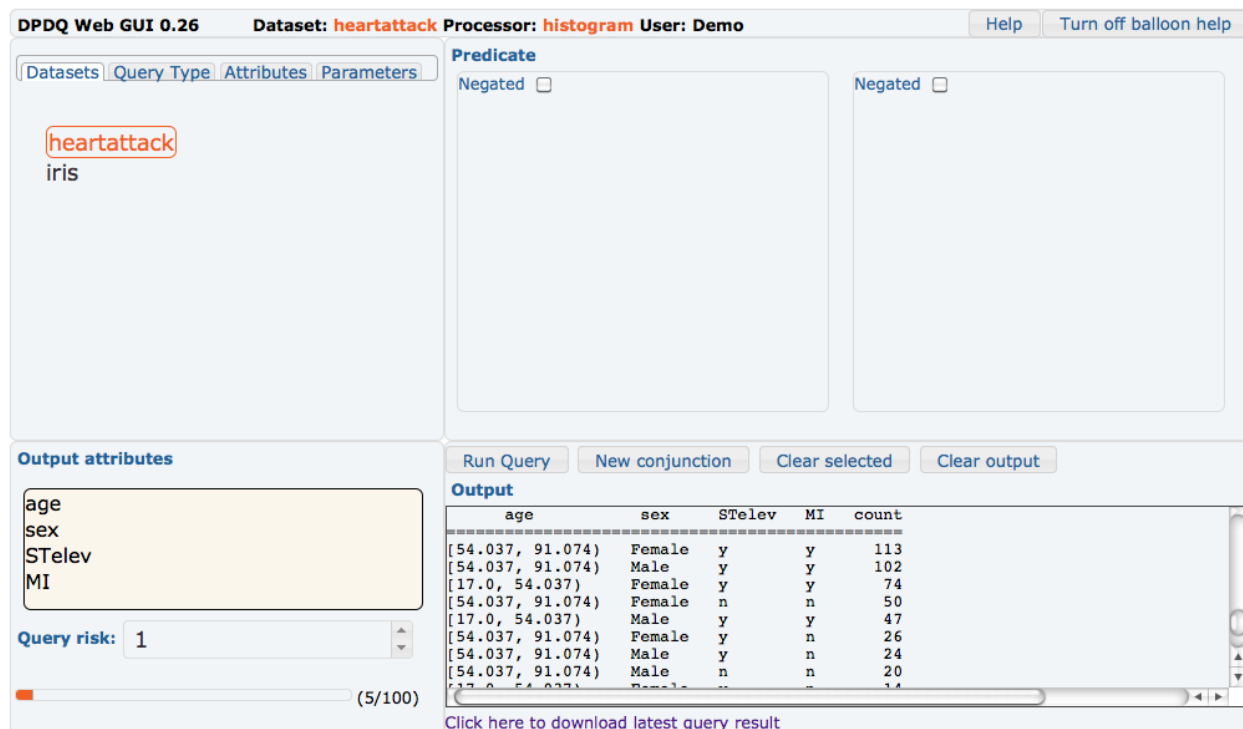 DPDQ Web GUI 0.26 Dataset: heartattack Processor: histogram User: Demo Help Turn off balloon help
Datasets Query Type Attributes Parameters
heartattack
iris
Predicate
Negated
Negated
Output attributes
age
sex
STelev
MI
Query risk: 1
(5/100)
Run Query New conjunction Clear selected Clear output
Output
age sex STelev MI count
===============================================
[54.037, 91.074) Female y y 113
[54.037, 91.074) Male y y 102
[17.0, 54.037) Female y y 74
[54.037, 91.074) Female n n 50
[17.0, 54.037) Male y y 47
[54.037, 91.074) Female y n 26
[54.037, 91.074) Male y n 24
[54.037, 91.074) Male n n 20
Click here to download latest query result